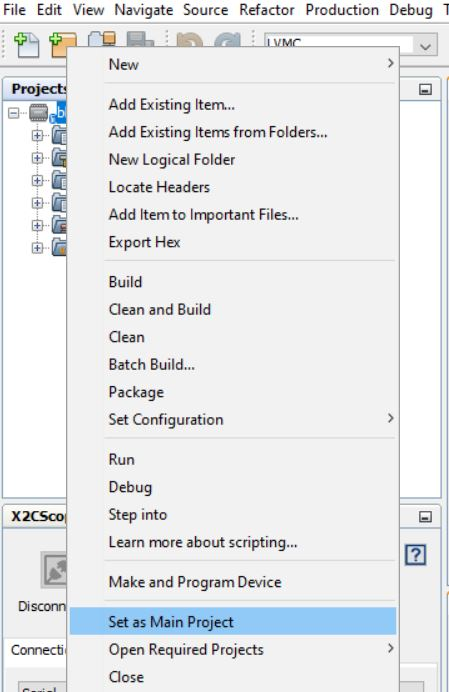 File Edit View Navigate Source Refactor Production Debug
LVMC
Projects
New
Add Existing Item...
Add Existing Items from Folders...
New Logical Folder
Locate Headers
Add Item to Important Files...
Export Hex
Build
Clean and Build
Clean
Batch Build...
Package
Set Configuration
Run
Debug
Step into
Learn more about scripting...
Make and Program Device
Set as Main Project
Open Required Projects
Close
X2CSco
?
Disconn
Connecti
Serial